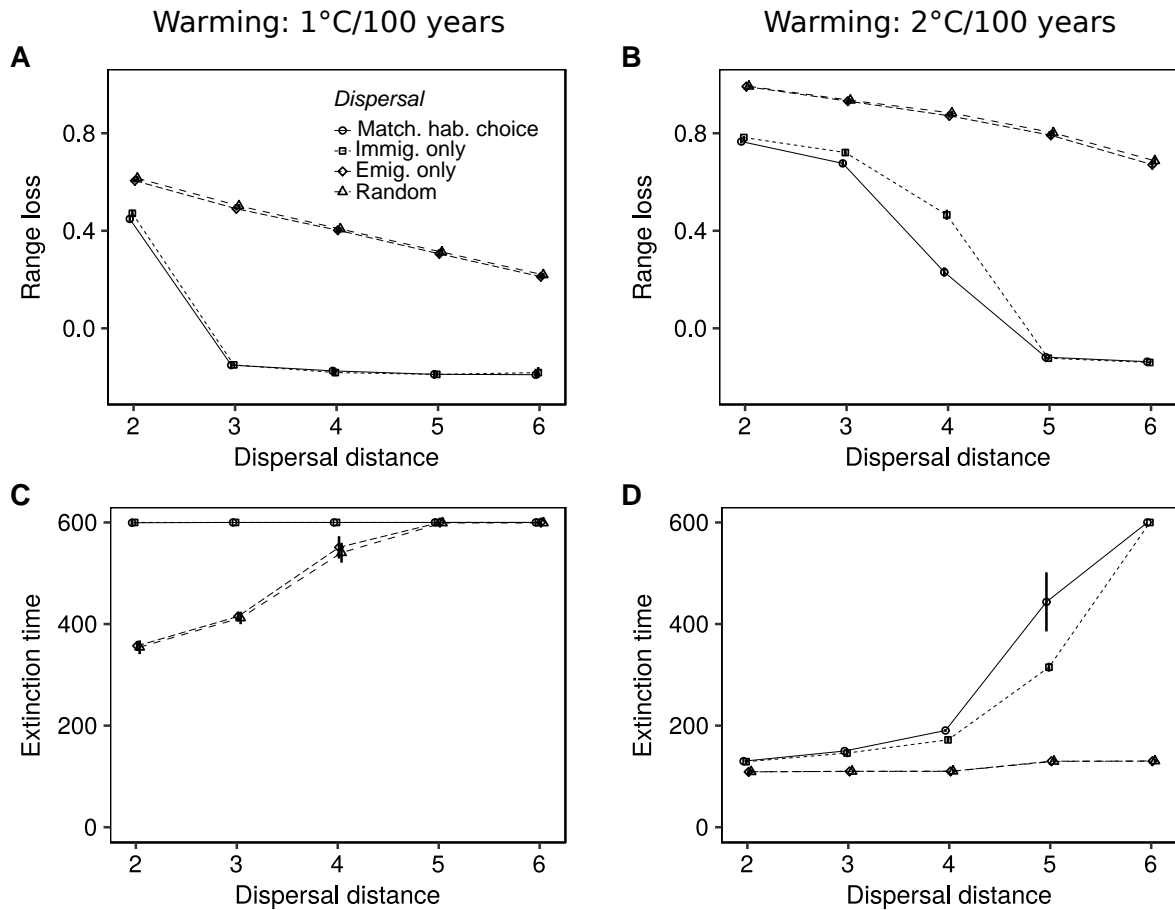 Warming: 1°C/100 years
Warming: 2°C/100 years
A
Dispersal
Match. hab. choice
Immig. only
Emig. only
Random
0.8
0.4
0.0
Range loss
2 3 4 5 6
Dispersal distance
B
0.8
0.4
0.0
Range loss
2 3 4 5 6
Dispersal distance
C
600
400
200
0
Extinction time
2 3 4 5 6
Dispersal distance
D
600
400
200
0
Extinction time
2 3 4 5 6
Dispersal distance